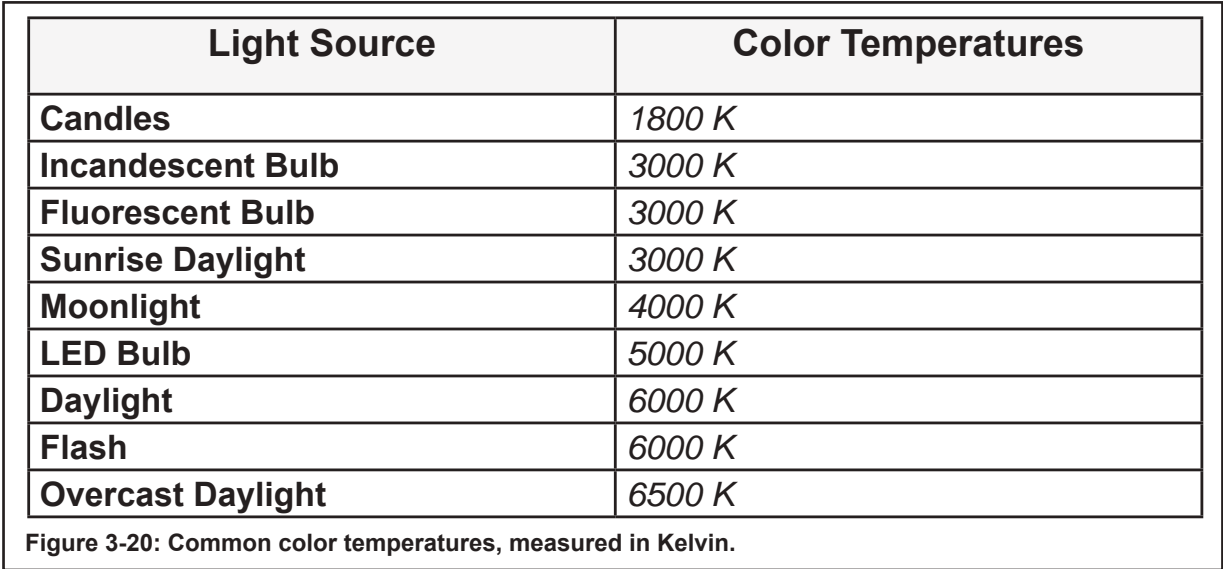 Light Source Color Temperatures
Candles 1800 K
Incandescent Bulb 3000 K
Fluorescent Bulb 3000 K
Sunrise Daylight 3000 K
Moonlight 4000 K
LED Bulb 5000 K
Daylight 6000 K
Flash 6000 K
Overcast Daylight 6500 K
Figure 3-20: Common color temperatures, measured in Kelvin.